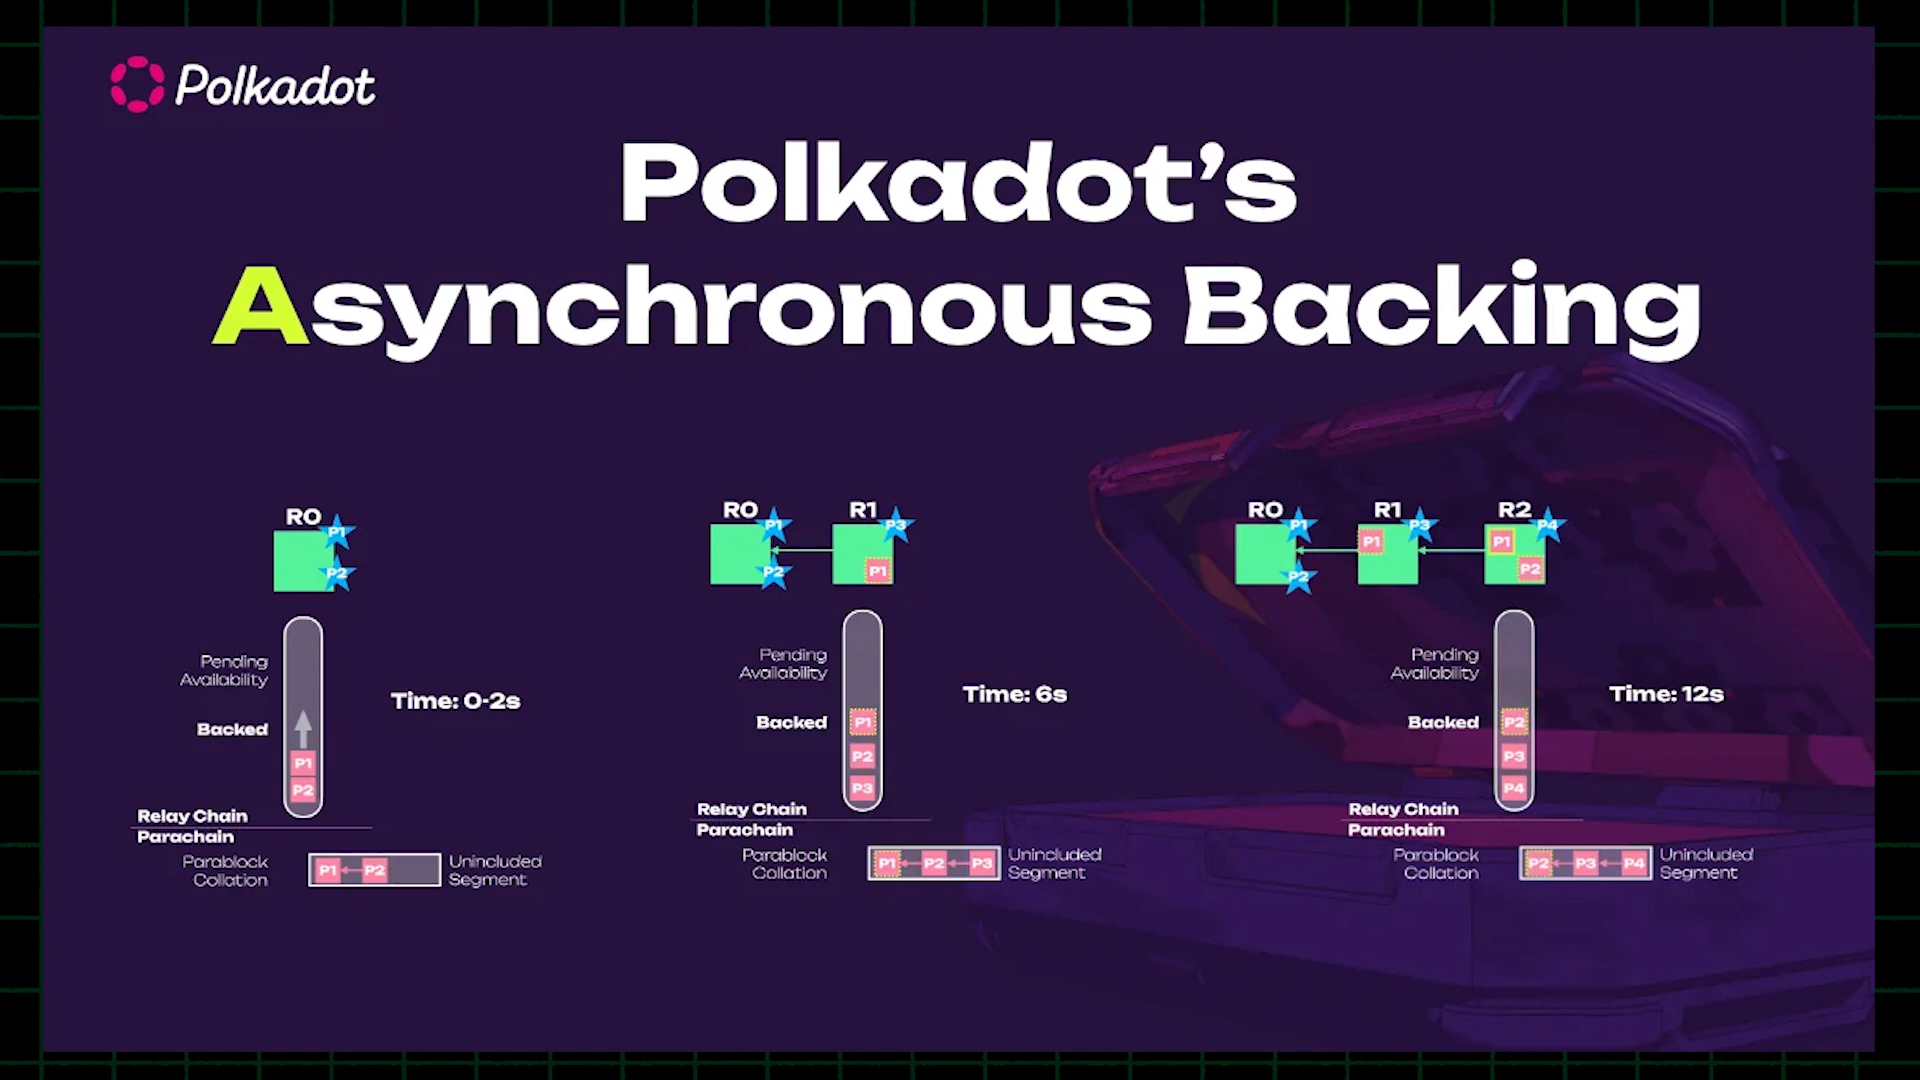 Polkadot
Polkadot's
Asynchronous Backing
R0
P1
P2
Pending
Availability
Time: 0-2s
Backed
P1
P2
Relay Chain
Parachain
Parablock
Collation
P1
P2
Unincluded
Segment
R0
R1
P1
P3
P2
P1
Pending
Availability
Time: 6s
Backed
P1
P2
P3
Relay Chain
Parachain
Parablock
Collation
P1
P2
P3
Unincluded
Segment
R0
R1
R2
P1
P3
P4
P1
P1
P2
P2
Pending
Availability
Time: 12s
Backed
P2
P3
P4
Relay Chain
Parachain
Parablock
Collation
P2
P3
P4
Unincluded
Segment